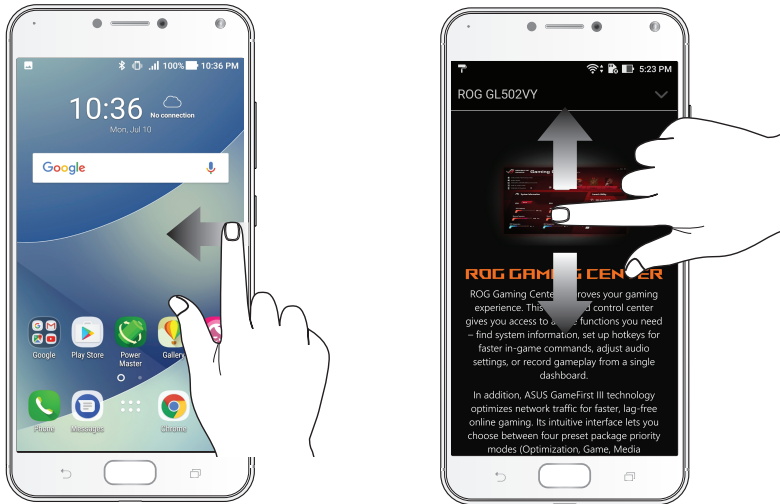 100% 10:36 PM
10:36
No connection
Mon, Jul 10
Google
Google
Play Store
Power
Master
Gallery
Phone
Messages
Chrome
5:23 PM
ROG GL502VY
Gaming
ROG GAMING CENTER
ROG Gaming Center improves your gaming
experience. This control center
gives you access to functions you need
– find system information, set up hotkeys for
faster in-game commands, adjust audio
settings, or record gameplay from a single
dashboard.
In addition, ASUS GameFirst III technology
optimizes network traffic for faster, lag-free
online gaming. Its intuitive interface lets you
choose between four preset package priority
modes (Optimization, Game, Media